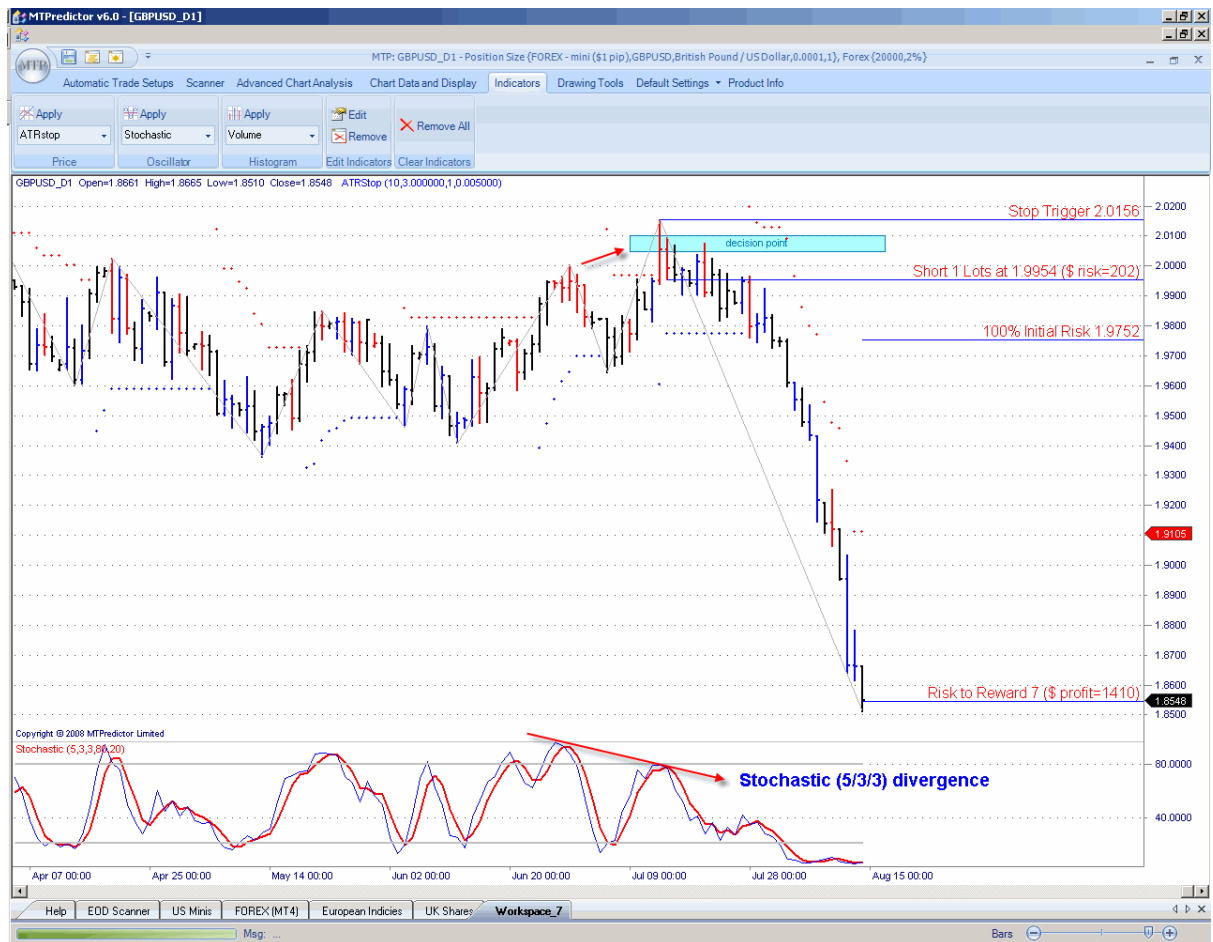 MTPredictor v6.0 - [GBPUSD_D1]
MTP
MTP: GBPUSD_D1 - Position Size {FOREX - mini ($1 pip),GBPUSD,British Pound / US Dollar,0.0001,1}, Forex {20000,2%}
Automatic Trade Setups Scanner Advanced Chart Analysis Chart Data and Display Indicators Drawing Tools Default Settings Product Info
Apply Apply Apply Edit
Remove All
ATRstop Stochastic Volume Remove
Price Oscillator Histogram Edit Indicators Clear Indicators
GBPUSD_D1 Open=1.8661 High=1.8665 Low=1.8510 Close=1.8548 ATRStop (10,3.000000,1,0.005000)
2.0200
Stop Trigger 2.0156
2.0100
decision point
2.0000
Short 1 Lots at 1.9954 ($ risk=202)
1.9900
1.9800
100% Initial Risk 1.9752
1.9700
1.9600
1.9500
1.9400
1.9300
1.9200
1.9105
1.9000
1.8800
1.8700
1.8600
Risk to Reward 7 ($ profit=1410)
1.8548
1.8500
Copyright © 2008 MTPredictor Limited
Stochastic (5,3,3,80,20)
80.0000
Stochastic (5/3/3) divergence
40.0000
Apr 07 00:00 Apr 25 00:00 May 14 00:00 Jun 02 00:00 Jun 20 00:00 Jul 09 00:00 Jul 28 00:00 Aug 15 00:00
Help EOD Scanner US Minis FOREX (MT4) European Indicies UK Shares Workspace_7
Msg: ...
Bars